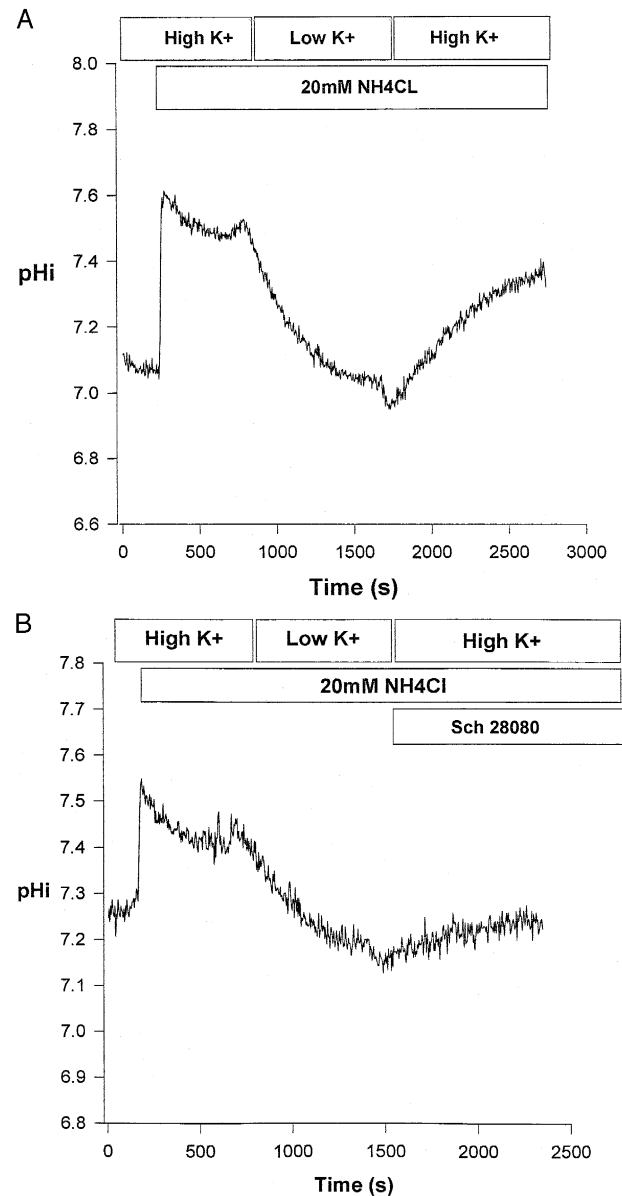 A
High K+ Low K+ High K+
20mM NH4CL
8.0
7.8
7.6
7.4
7.2
7.0
6.8
6.6
pHi
0 500 1000 1500 2000 2500 3000
Time (s)
B
High K+ Low K+ High K+
20mM NH4Cl
Sch 28080
7.8
7.7
7.6
7.5
7.4
7.3
7.2
7.1
7.0
6.9
6.8
pHi
0 500 1000 1500 2000 2500
Time (s)